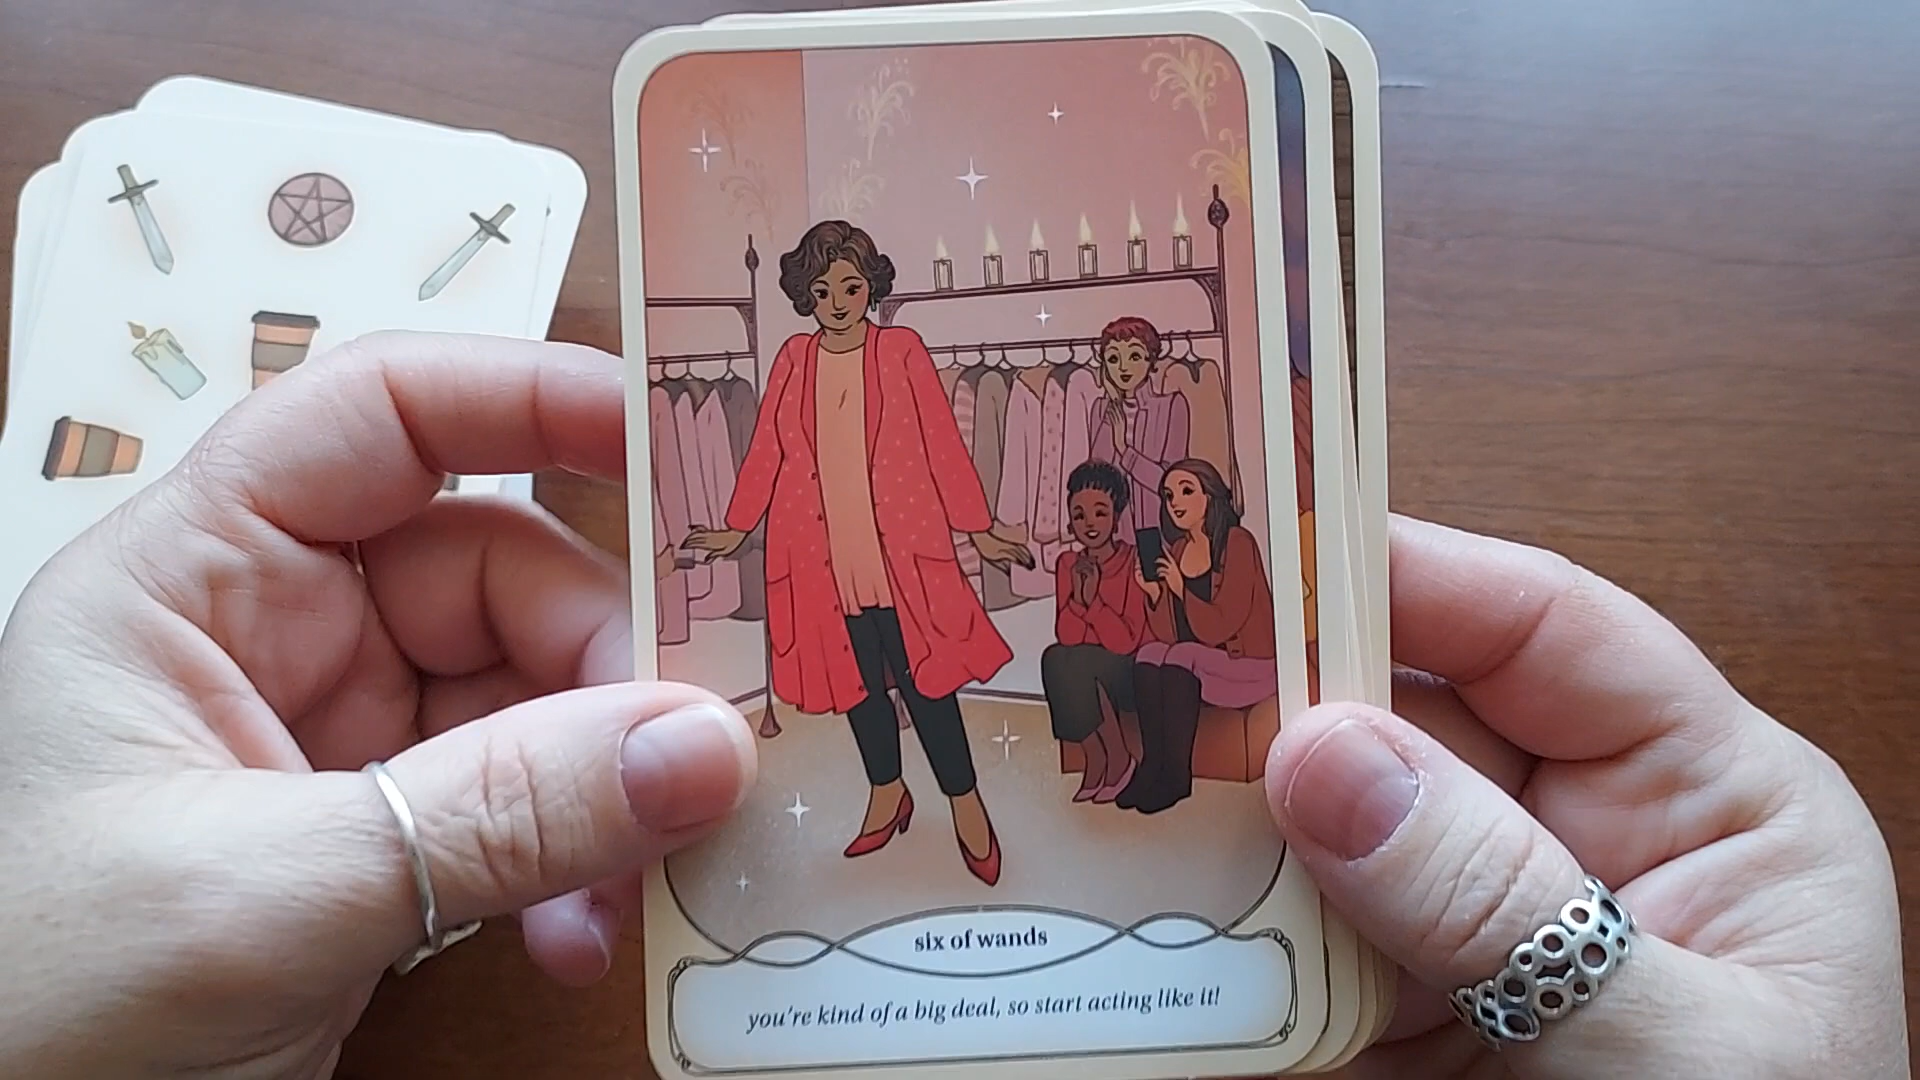 six of wands
you're kind of a big deal, so start acting like it!